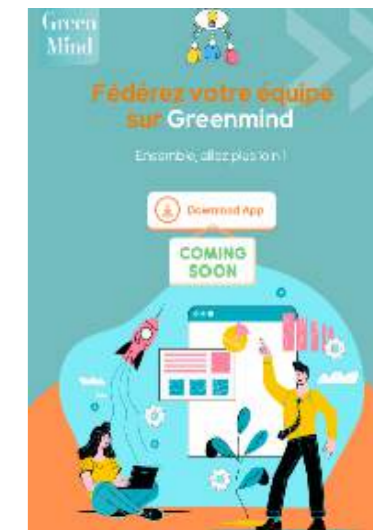 Green
Mind
Fédérez votre équipe
sur Greenmind
Ensemble, allez plus loin !
Download App
COMING
SOON